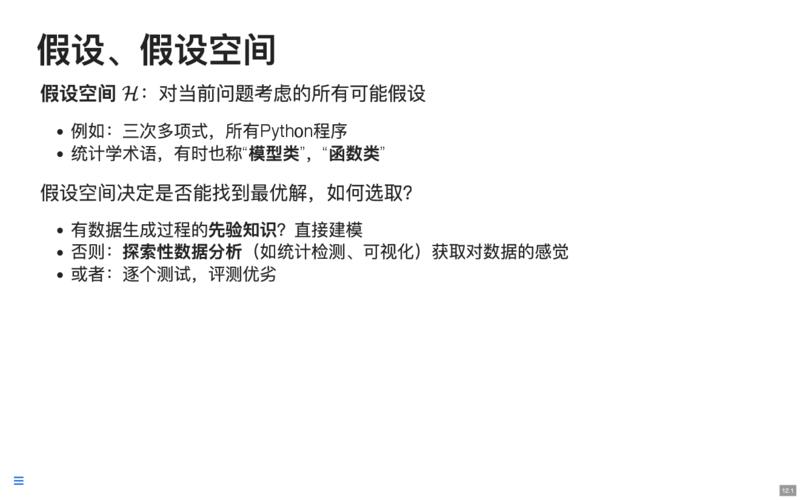 假设、假设空间
假设空间 ℋ：对当前问题考虑的所有可能假设
• 例如：三次多项式，所有Python程序
• 统计学术语，有时也称“模型类”，“函数类”
假设空间决定是否能找到最优解，如何选取？
• 有数据生成过程的先验知识？直接建模
• 否则：探索性数据分析（如统计检测、可视化）获取对数据的感觉
• 或者：逐个测试，评测优劣
12.1